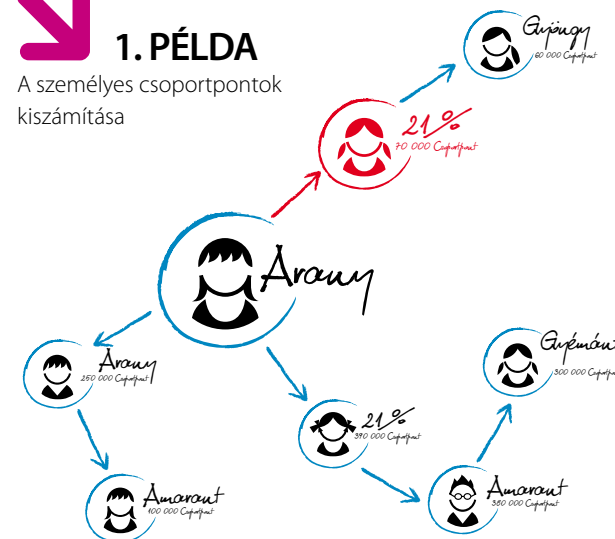 1. PÉLDA
A személyes csoportpontok
kiszámítása
Gyöngy
60 000 Csoportpont
21%
70 000 Csoportpont
Arany
Arany
250 000 Csoportpont
Gyémánt
300 000 Csoportpont
21%
390 000 Csoportpont
Amarant
100 000 Csoportpont
Amarant
380 000 Csoportpont